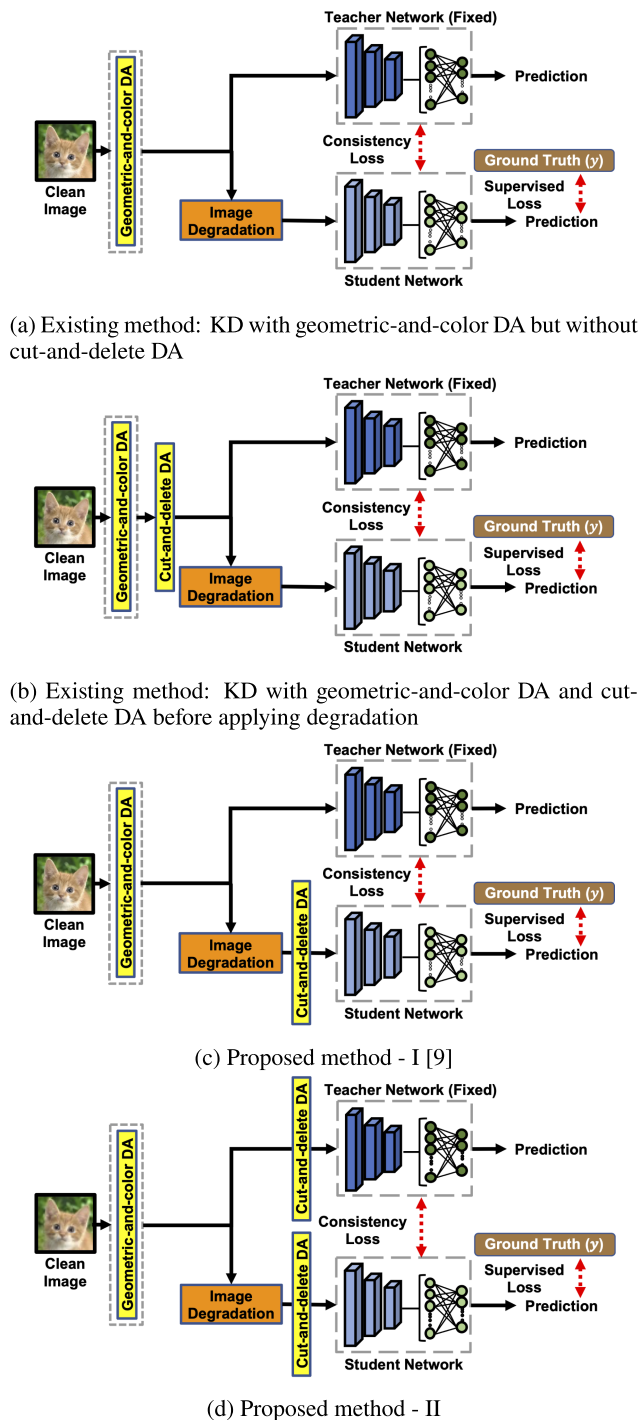 Teacher Network (Fixed)
Geometric-and-color DA
Prediction
Consistency
Loss
Ground Truth (y)
Clean
Image
Image
Degradation
Supervised
Loss
Prediction
Student Network
(a) Existing method: KD with geometric-and-color DA but without
cut-and-delete DA
Teacher Network (Fixed)
Geometric-and-color DA
Cut-and-delete DA
Prediction
Consistency
Loss
Ground Truth (y)
Clean
Image
Image
Degradation
Supervised
Loss
Prediction
Student Network
(b) Existing method: KD with geometric-and-color DA and cut-
and-delete DA before applying degradation
Teacher Network (Fixed)
Geometric-and-color DA
Prediction
Consistency
Loss
Ground Truth (y)
Clean
Image
Image
Degradation
Cut-and-delete DA
Supervised
Loss
Prediction
Student Network
(c) Proposed method - I [9]
Teacher Network (Fixed)
Cut-and-delete DA
Geometric-and-color DA
Prediction
Consistency
Loss
Ground Truth (y)
Clean
Image
Image
Degradation
Cut-and-delete DA
Supervised
Loss
Prediction
Student Network
(d) Proposed method - II